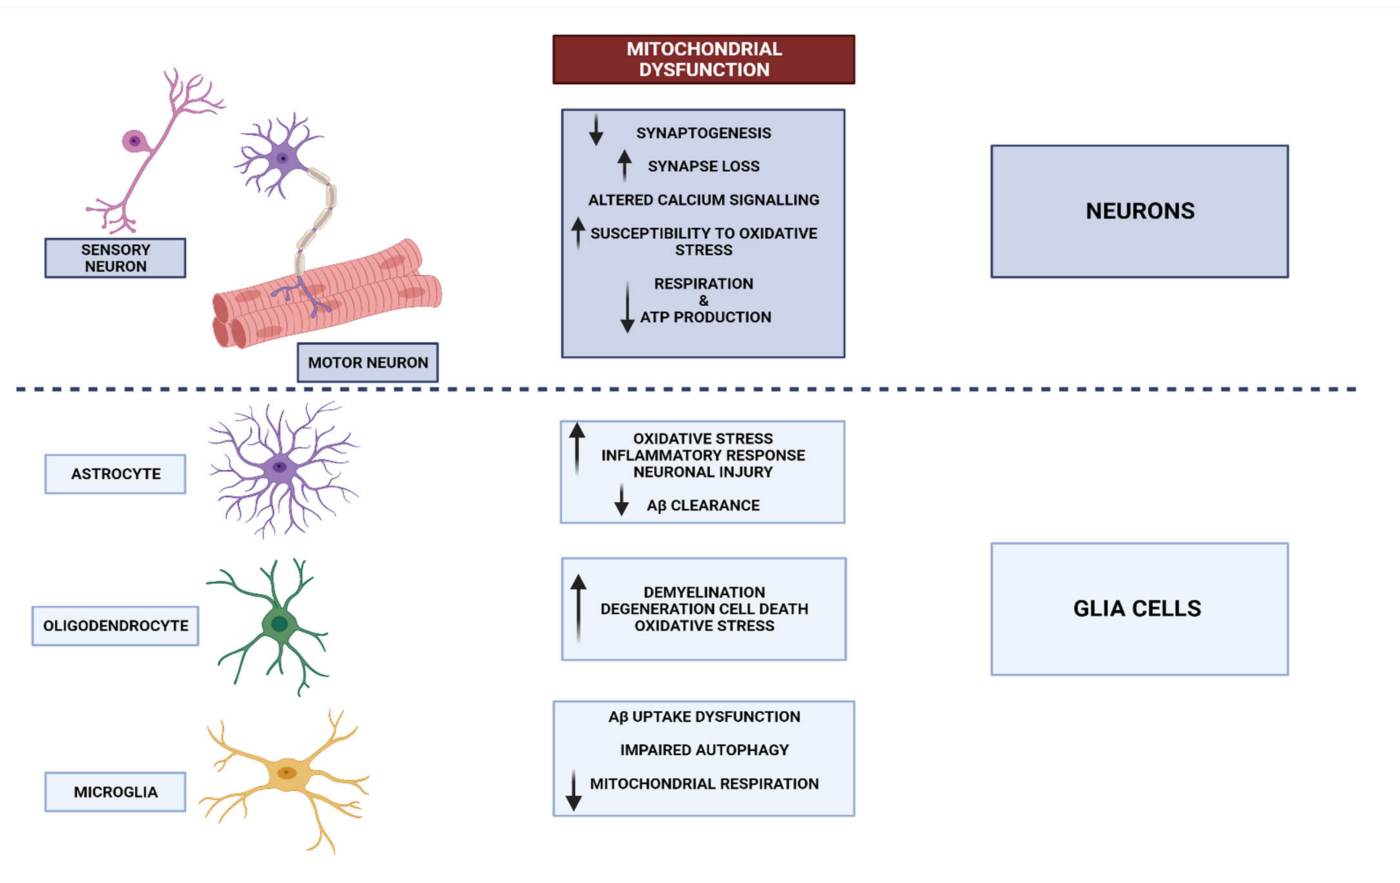 MITOCHONDRIAL
DYSFUNCTION
SENSORY
NEURON
MOTOR NEURON
SYNAPTOGENESIS
SYNAPSE LOSS
ALTERED CALCIUM SIGNALLING
SUSCEPTIBILITY TO OXIDATIVE
STRESS
RESPIRATION
&
ATP PRODUCTION
NEURONS
ASTROCYTE
OXIDATIVE STRESS
INFLAMMATORY RESPONSE
NEURONAL INJURY
Aβ CLEARANCE
OLIGODENDROCYTE
DEMYELINATION
DEGENERATION CELL DEATH
OXIDATIVE STRESS
GLIA CELLS
MICROGLIA
Aβ UPTAKE DYSFUNCTION
IMPAIRED AUTOPHAGY
MITOCHONDRIAL RESPIRATION